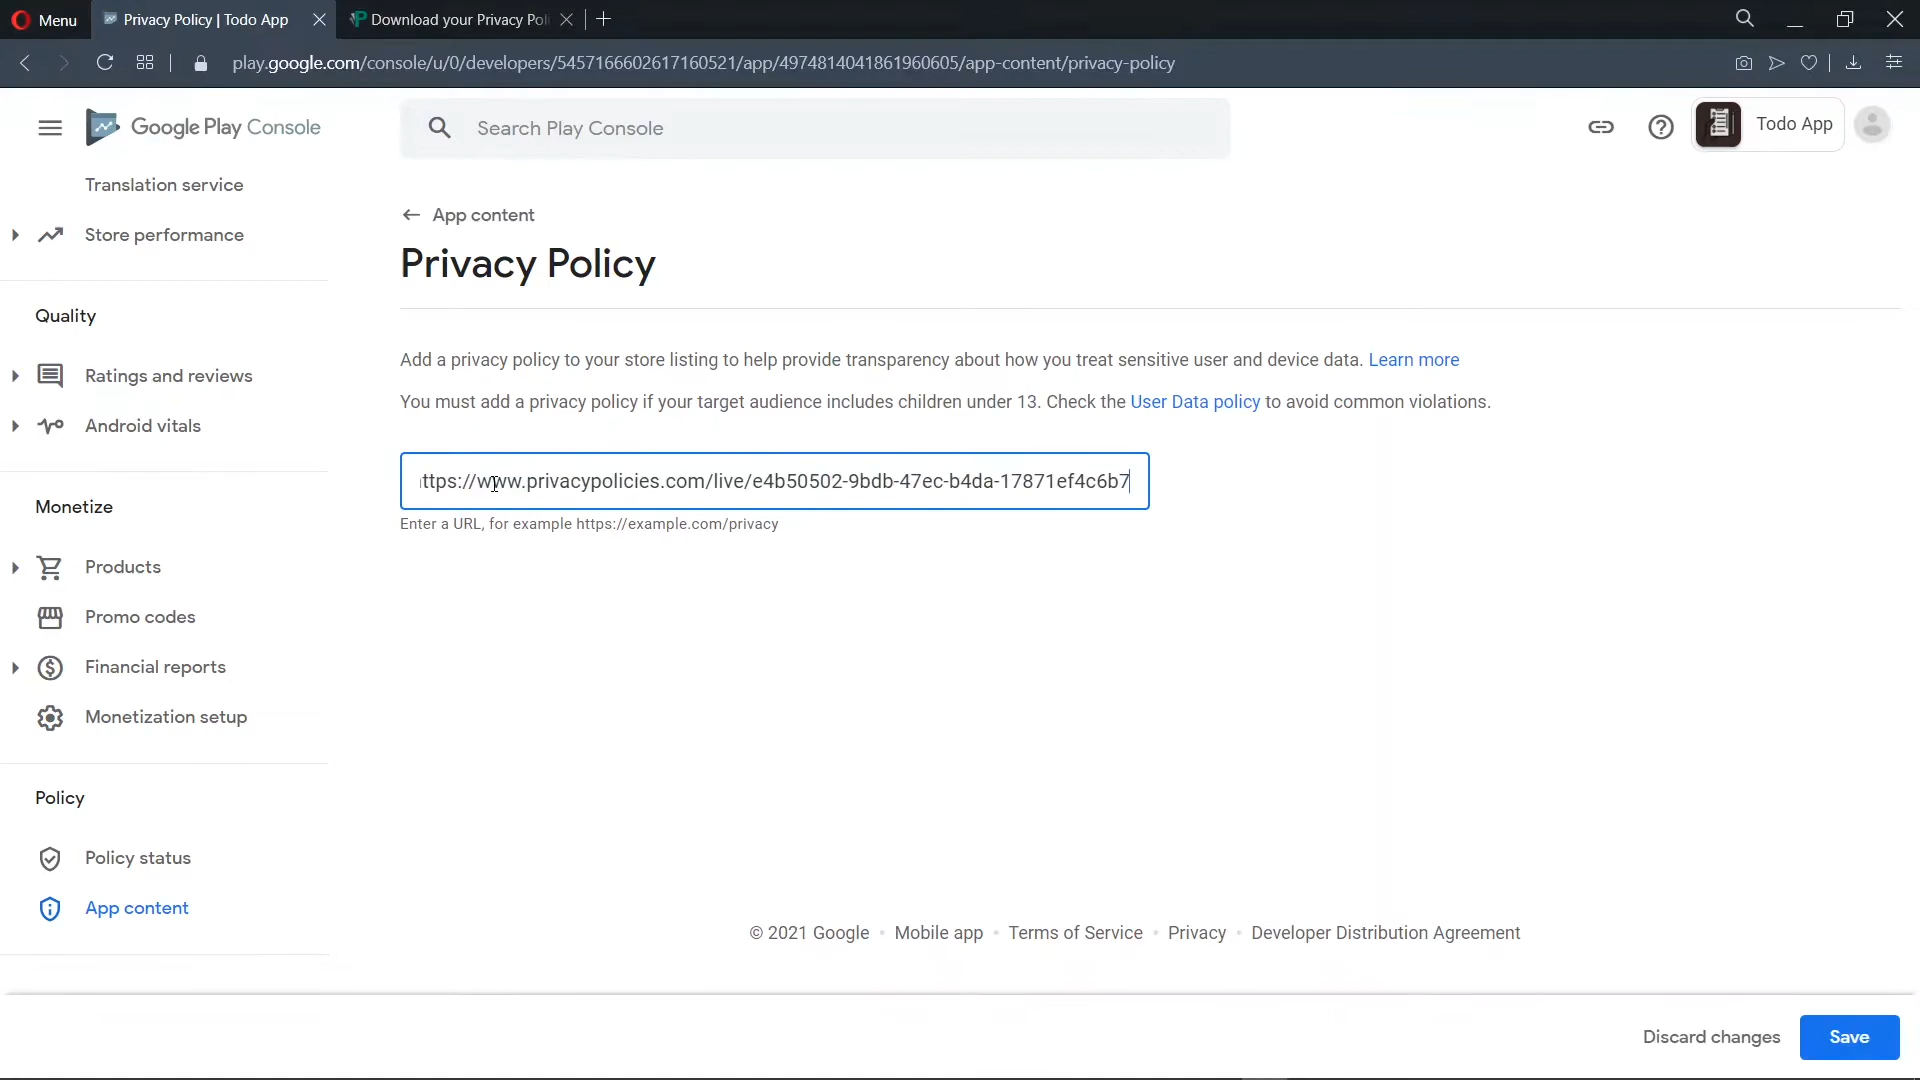 Menu
Privacy Policy | Todo App
Download your Privacy Poli
play.google.com/console/u/0/developers/5457166602617160521/app/4974814041861960605/app-content/privacy-policy
Google Play Console
Search Play Console
Todo App
Translation service
Store performance
Quality
Ratings and reviews
Android vitals
Monetize
Products
Promo codes
Financial reports
Monetization setup
Policy
Policy status
App content
App content
Privacy Policy
Add a privacy policy to your store listing to help provide transparency about how you treat sensitive user and device data. Learn more
You must add a privacy policy if your target audience includes children under 13. Check the User Data policy to avoid common violations.
ttps://www.privacypolicies.com/live/e4b50502-9bdb-47ec-b4da-17871ef4c6b7
Enter a URL, for example https://example.com/privacy
© 2021 Google • Mobile app • Terms of Service • Privacy • Developer Distribution Agreement
Discard changes
Save